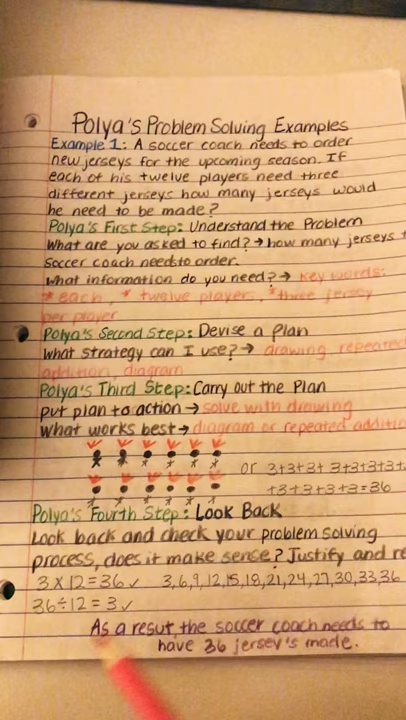 Polya's Problem Solving Examples
Example 1: A soccer coach needs to order
new jerseys for the upcoming season. If
each of his twelve players need three
different jerseys how many jerseys would
he need to be made?
Polya's First Step: Understand the Problem
What are you asked to find? → how many jerseys
Soccer coach needs to order.
What information do you need? → Key words:
* each, * twelve players, * three jersey
per player
Polya's Second Step: Devise a Plan
What strategy can I use? → drawing, repeated
addition, diagram
Polya's Third Step: Carry out the Plan
put plan to action → solve with drawing
What works best → diagram or repeated additio
or 3+3+3+3+3+3+3+
+3+3+3+3=36
Polya's Fourth Step: Look Back
Look back and check your problem solving
process, does it make sense? Justify and re
3x12=36 ✓ 3,6,9,12,15,18,21,24,27,30,33,36
36÷12=3 ✓
As a resut, the soccer coach needs to
have 36 jersey's made.